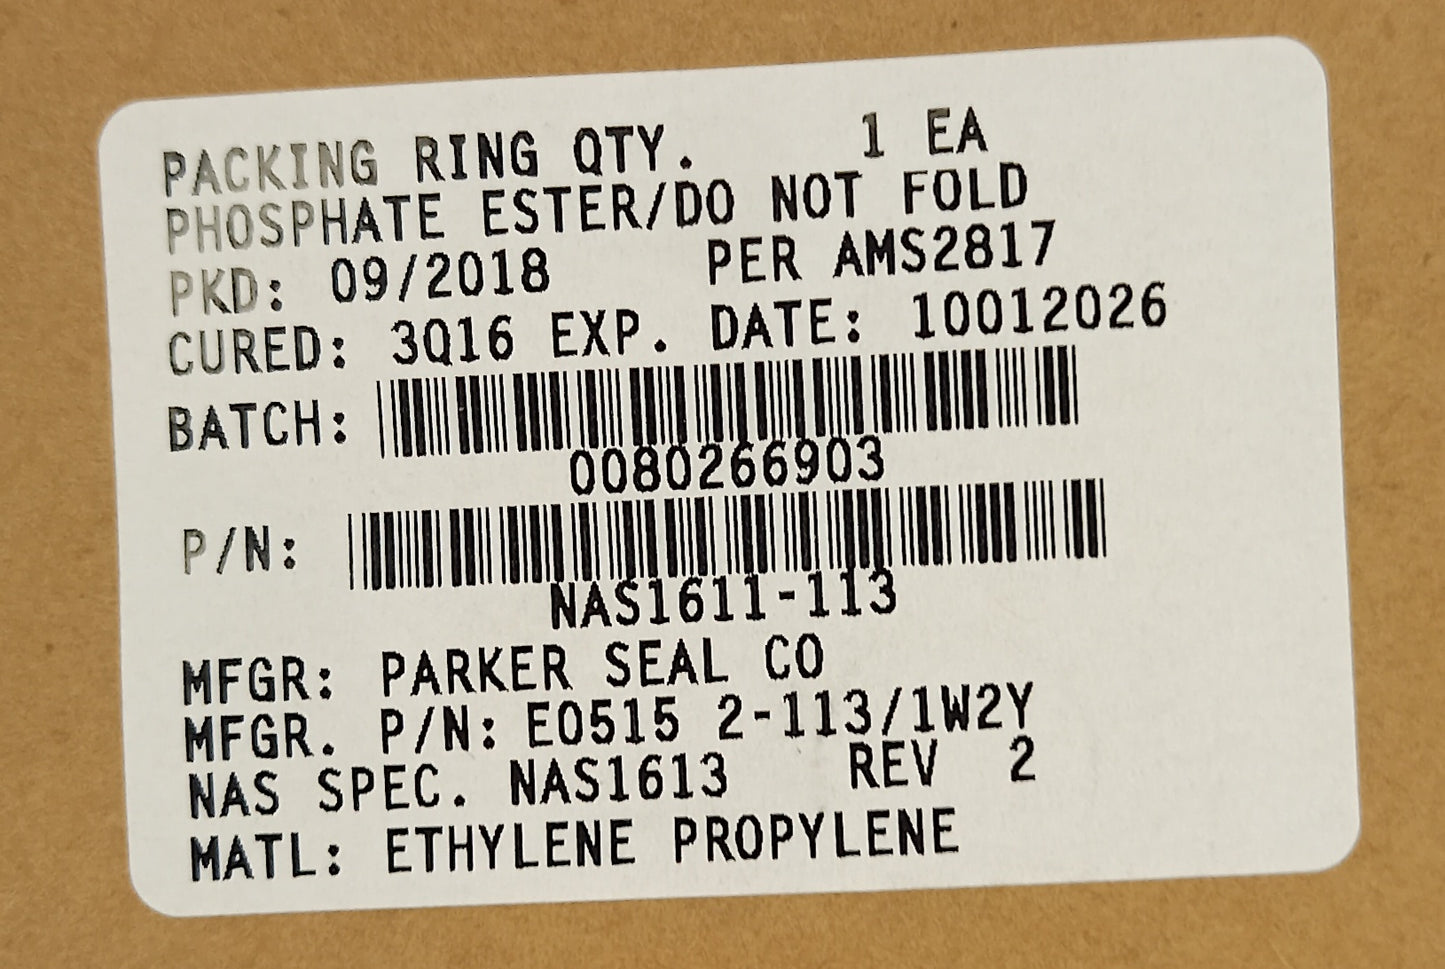 PACKING RING QTY. 1 EA
PHOSPHATE ESTER/DO NOT FOLD
PKD: 09/2018 PER AMS2817
CURED: 3Q16 EXP. DATE: 10012026
BATCH:
0080266903
P/N:
NAS1611-113
MFGR: PARKER SEAL CO
MFGR. P/N: E0515 2-113/1W2Y
NAS SPEC. NAS1613 REV 2
MATL: ETHYLENE PROPYLENE